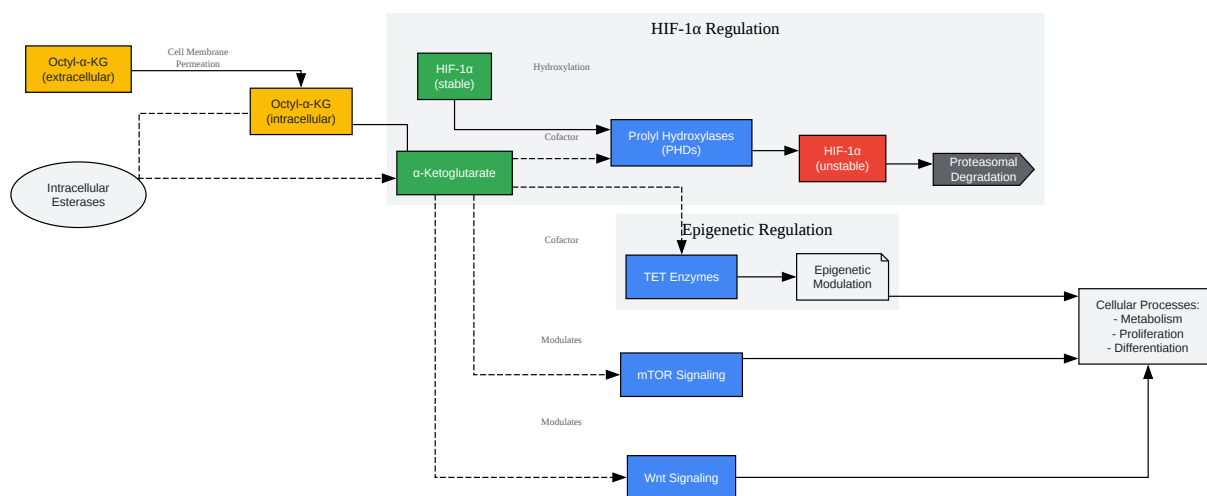 HIF-1α Regulation
Octyl-α-KG
(extracellular)
Cell Membrane
Permeation
Octyl-α-KG
(intracellular)
HIF-1α
(stable)
Hydroxylation
Cofactor
Prolyl Hydroxylases
(PHDs)
HIF-1α
(unstable)
Proteasomal
Degradation
α-Ketoglutarate
Intracellular
Esterases
Epigenetic Regulation
Cofactor
TET Enzymes
Epigenetic
Modulation
Cellular Processes:
- Metabolism
- Proliferation
- Differentiation
Modulates
mTOR Signaling
Modulates
Wnt Signaling